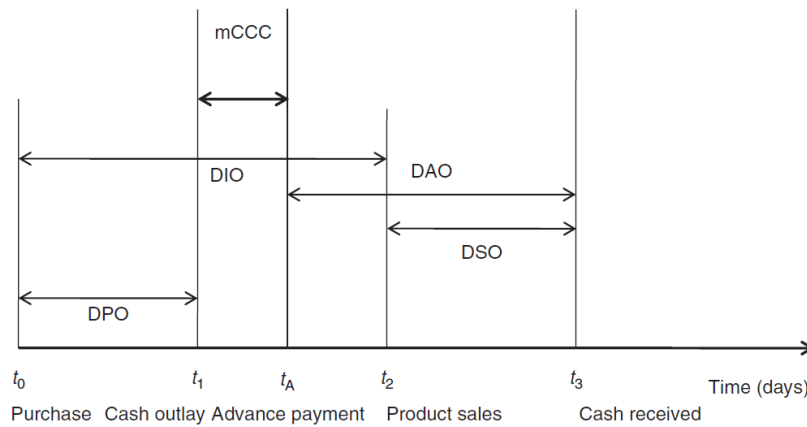 mCCC
DIO
DAO
DSO
DPO
t0 t1 tA t2 t3 Time (days)
Purchase Cash outlay Advance payment Product sales Cash received